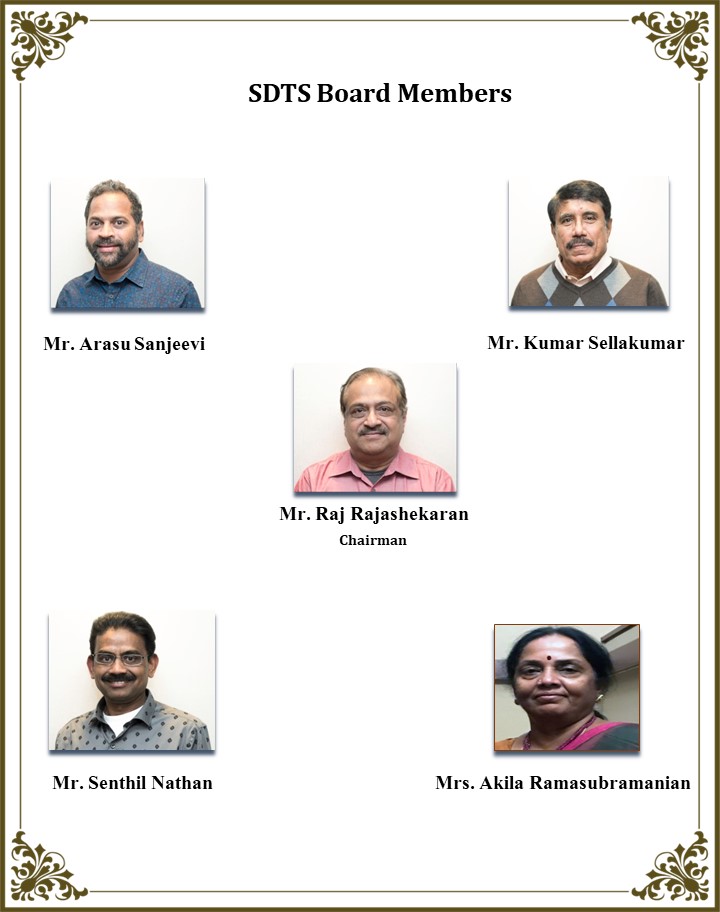 SDTS Board Members
Mr. Arasu Sanjeevi
Mr. Kumar Sellakumar
Mr. Raj Rajashekaran
Chairman
Mr. Senthil Nathan
Mrs. Akila Ramasubramanian